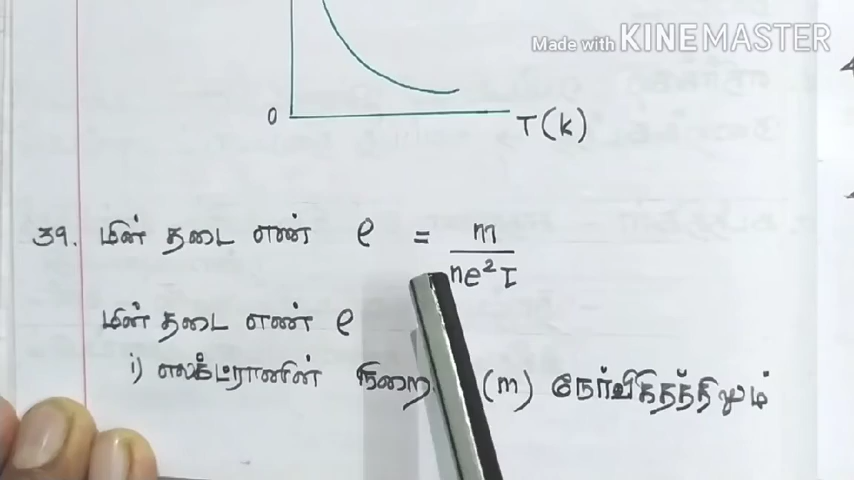 Made with KINEMASTER
0
T(k)
39. மின் தடை எண் ρ = m / ne²τ
மின் தடை எண் ρ
i) எலக்ட்ரானின் நிறை (m) நேர்விகிதத்திலும்